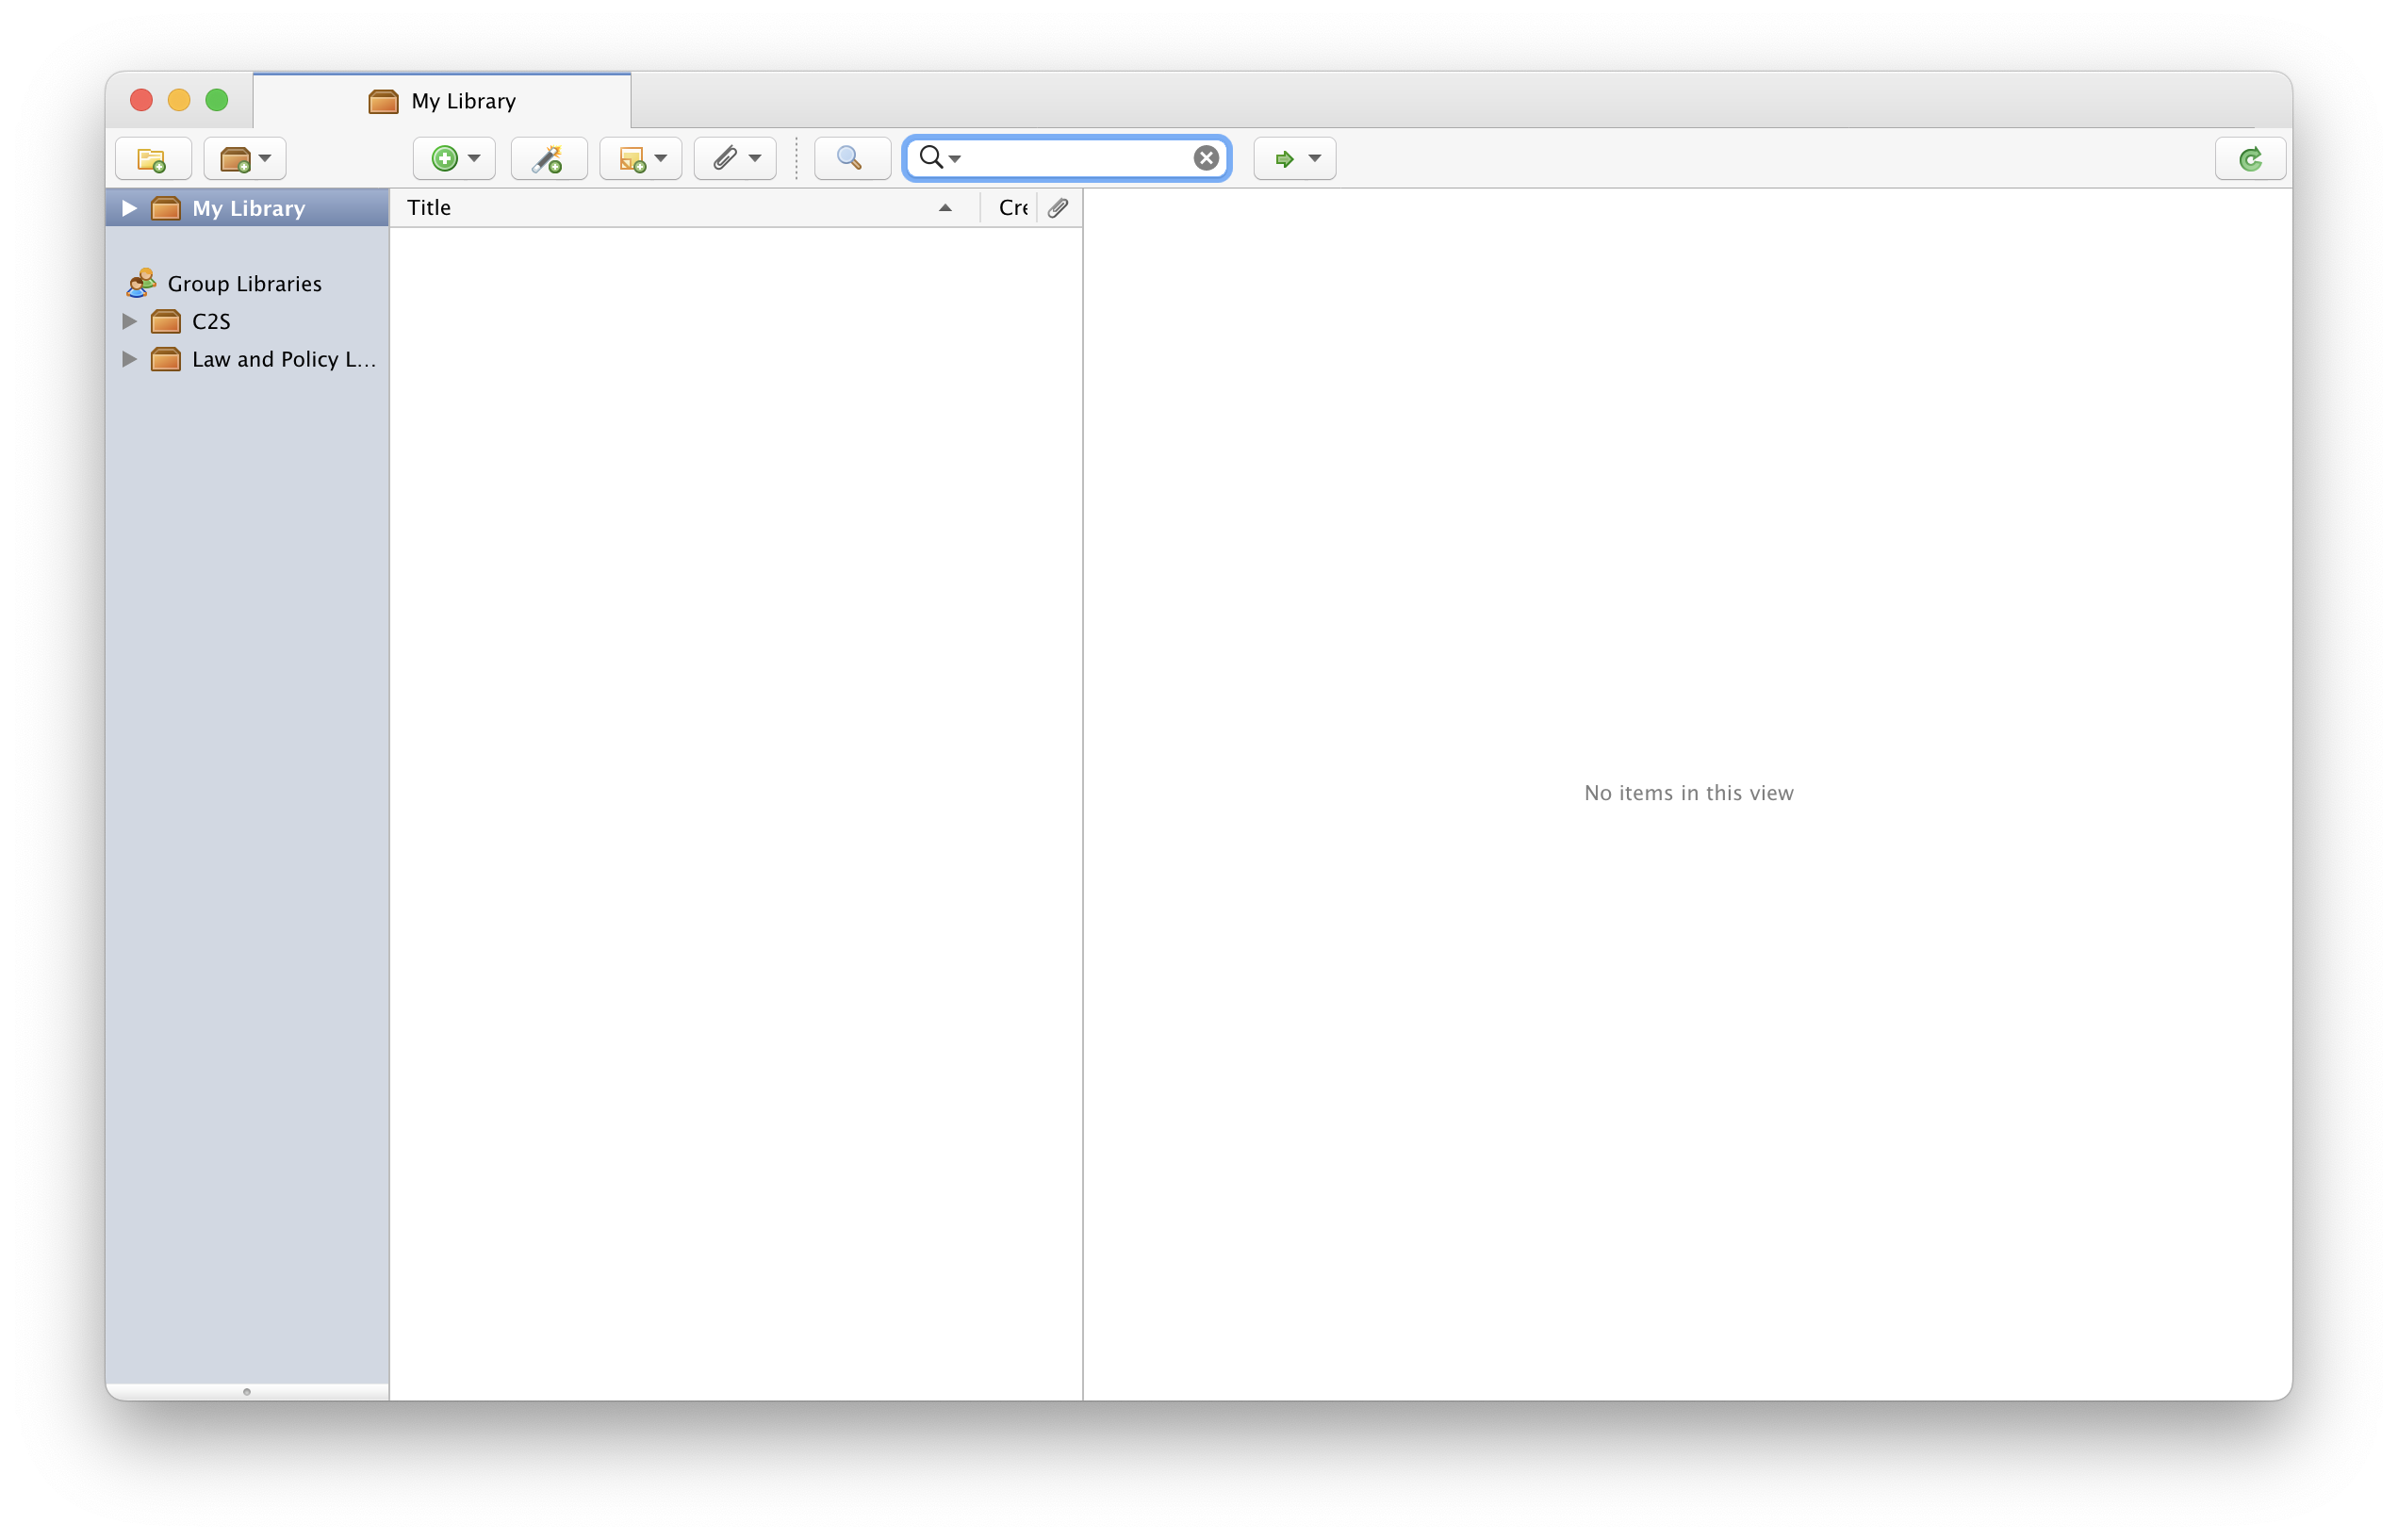 My Library
My Library
Title Cre
Group Libraries
C2S
Law and Policy L...
No items in this view